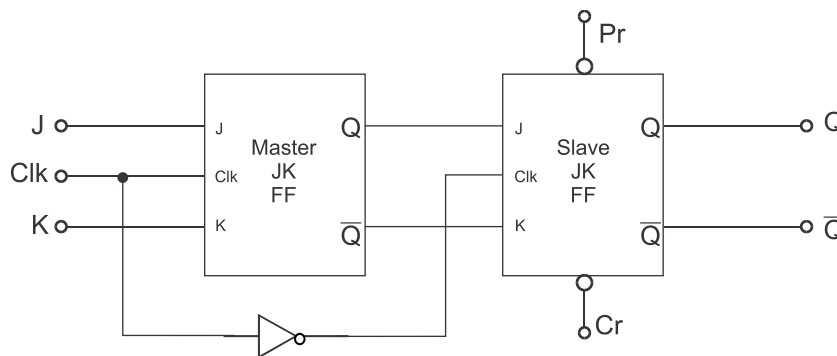 Pr
J
J
Q
J
Q
Q
Master
JK
FF
Slave
JK
FF
Clk
Clk
Clk
K
K
Q̅
K
Q̅
Q̅
Cr